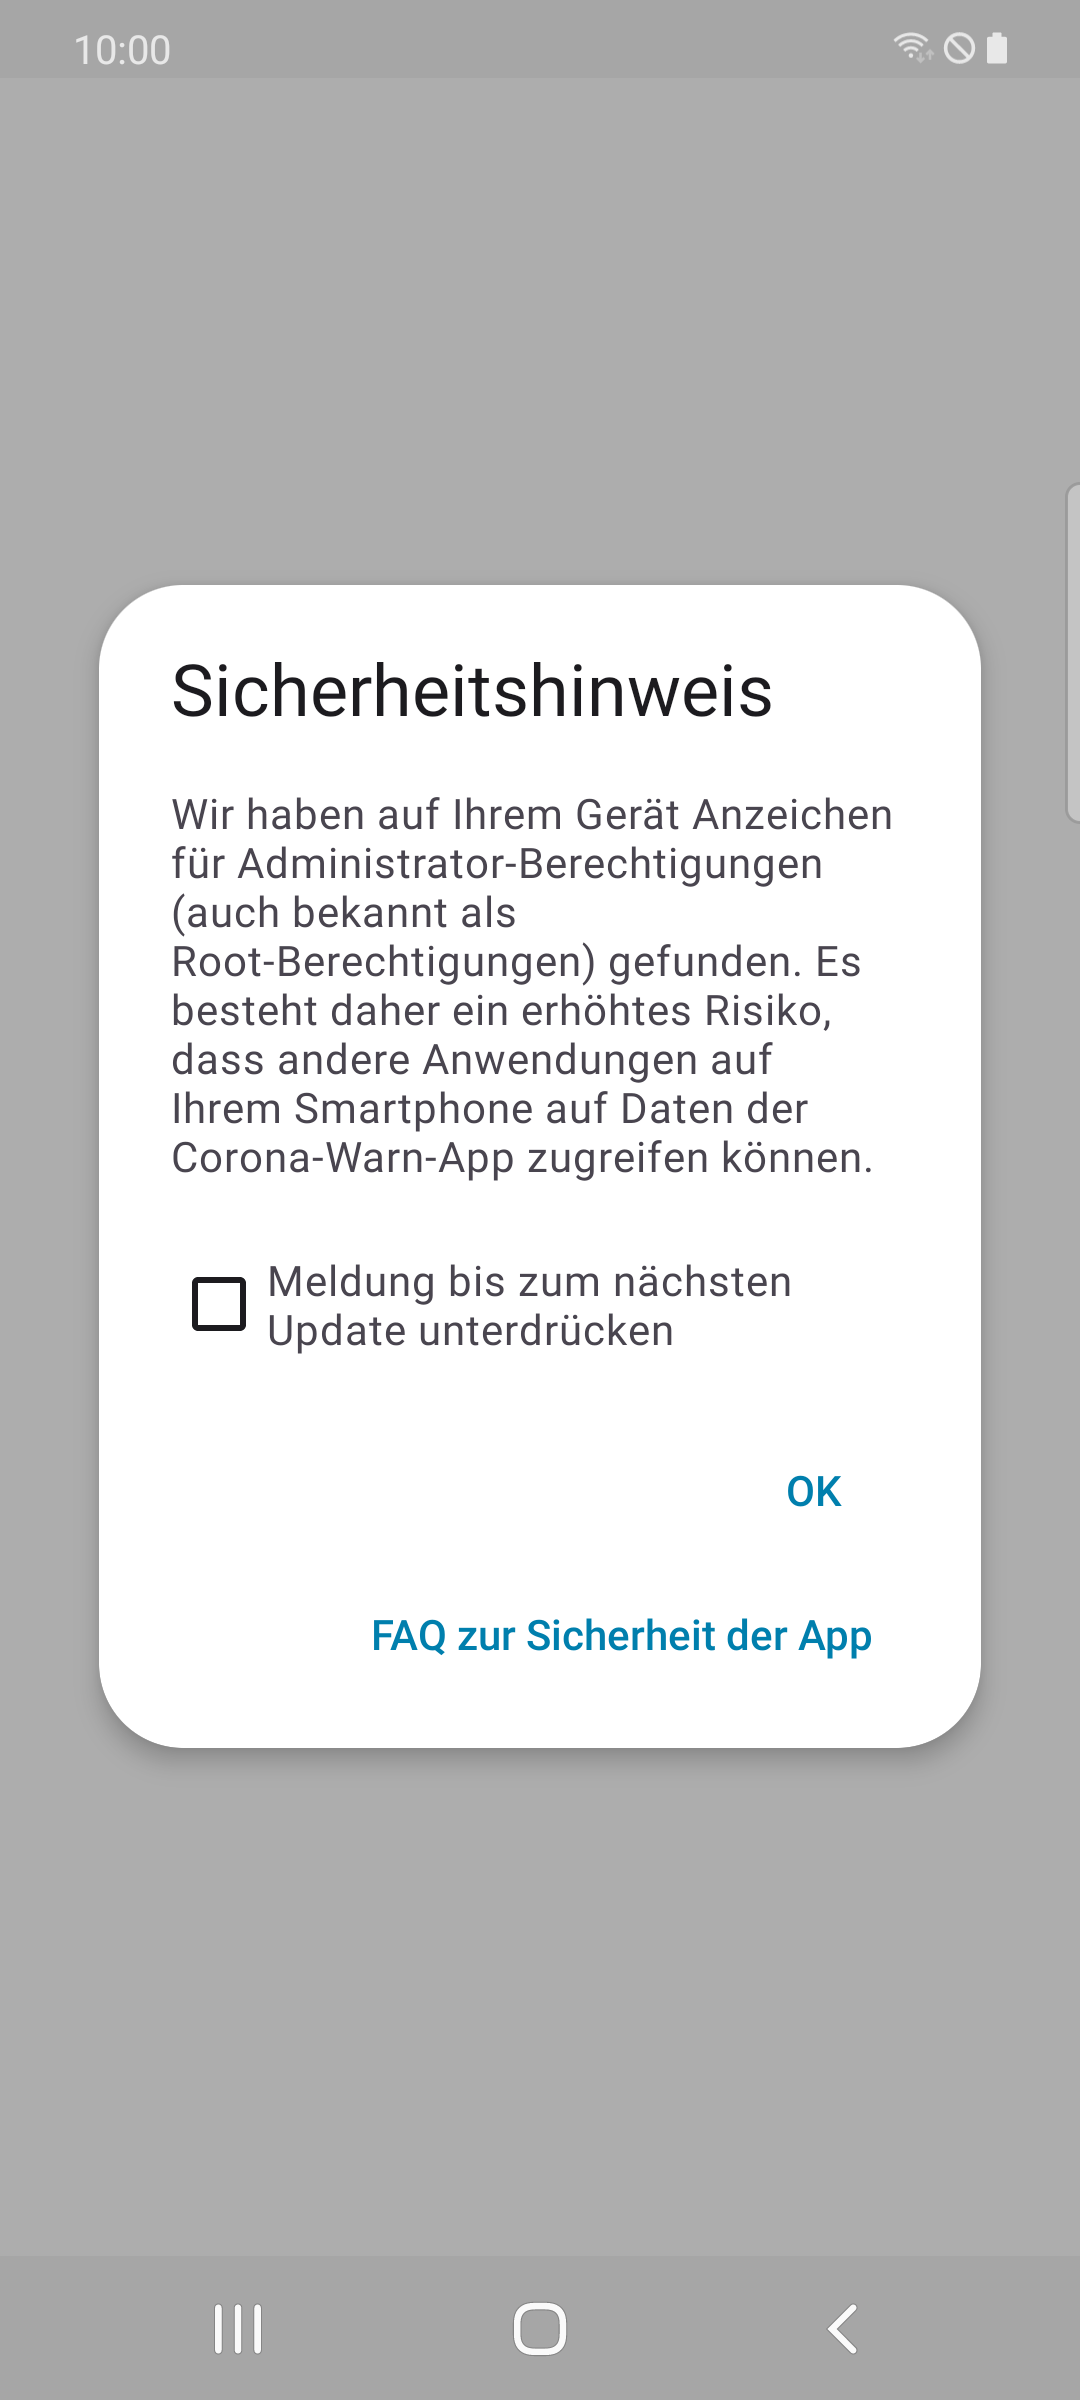 10:00
Sicherheitshinweis
Wir haben auf Ihrem Gerät Anzeichen
für Administrator-Berechtigungen
(auch bekannt als
Root-Berechtigungen) gefunden. Es
besteht daher ein erhöhtes Risiko,
dass andere Anwendungen auf
Ihrem Smartphone auf Daten der
Corona-Warn-App zugreifen können.
Meldung bis zum nächsten
Update unterdrücken
OK
FAQ zur Sicherheit der App